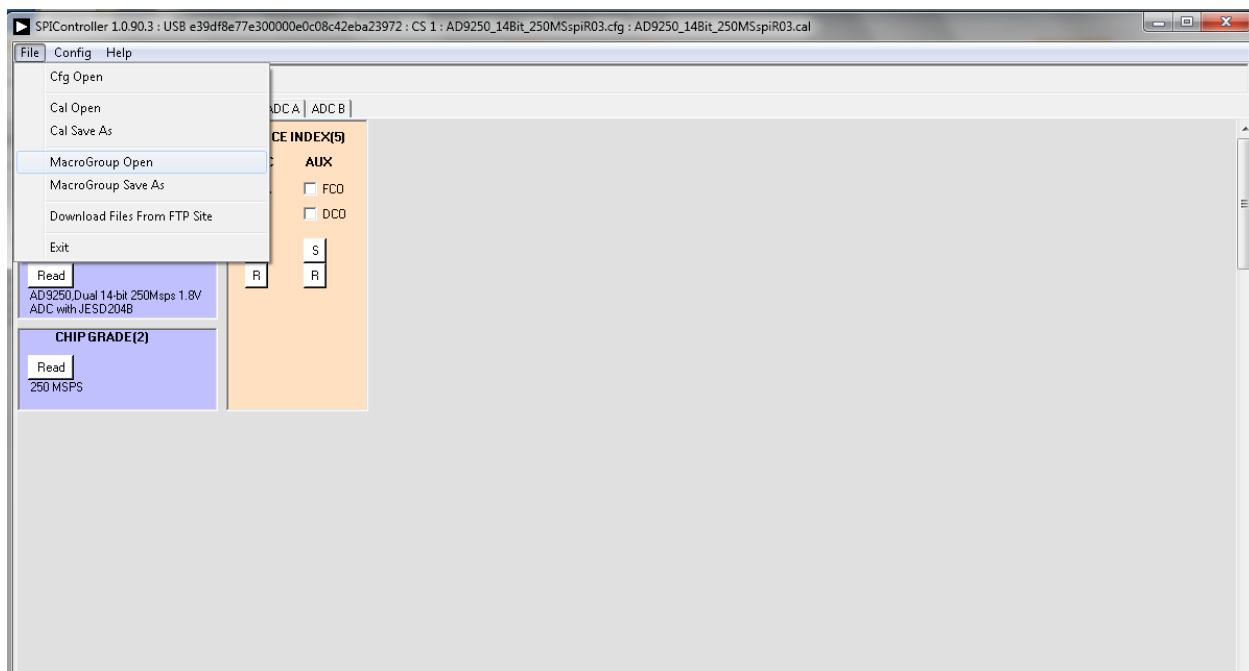 SPIController 1.0.90.3 : USB e39df8e77e300000e0c08c42eba23972 : CS 1 : AD9250_14Bit_250MSspiR03.cfg : AD9250_14Bit_250MSspiR03.cal
File Config Help
Cfg Open
Cal Open
Cal Save As
MacroGroup Open
MacroGroup Save As
Download Files From FTP Site
Exit
ADC A ADC B
CE INDEX(5)
AUX
FCO
DCO
S
R R
Read
AD9250,Dual 14-bit 250Msps 1.8V
ADC with JESD204B
CHIP GRADE(2)
Read
250 MSPS